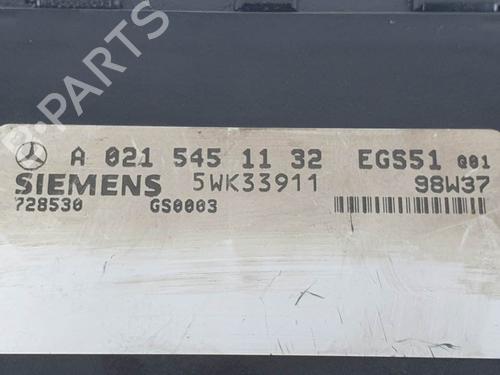 A 021 545 11 32 EGS51 Q01
SIEMENS 5WK33911 98W37
728530 GS0003
B-PARTS